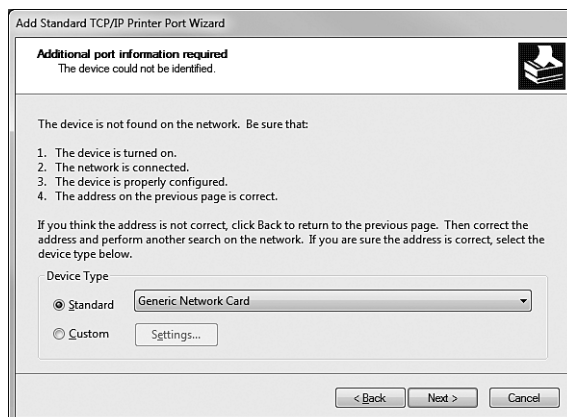 Add Standard TCP/IP Printer Port Wizard
Additional port information required
The device could not be identified.
The device is not found on the network. Be sure that:
1. The device is turned on.
2. The network is connected.
3. The device is properly configured.
4. The address on the previous page is correct.
If you think the address is not correct, click Back to return to the previous page. Then correct the
address and perform another search on the network. If you are sure the address is correct, select the
device type below.
Device Type
Standard
Generic Network Card
Custom
Settings...
< Back
Next >
Cancel